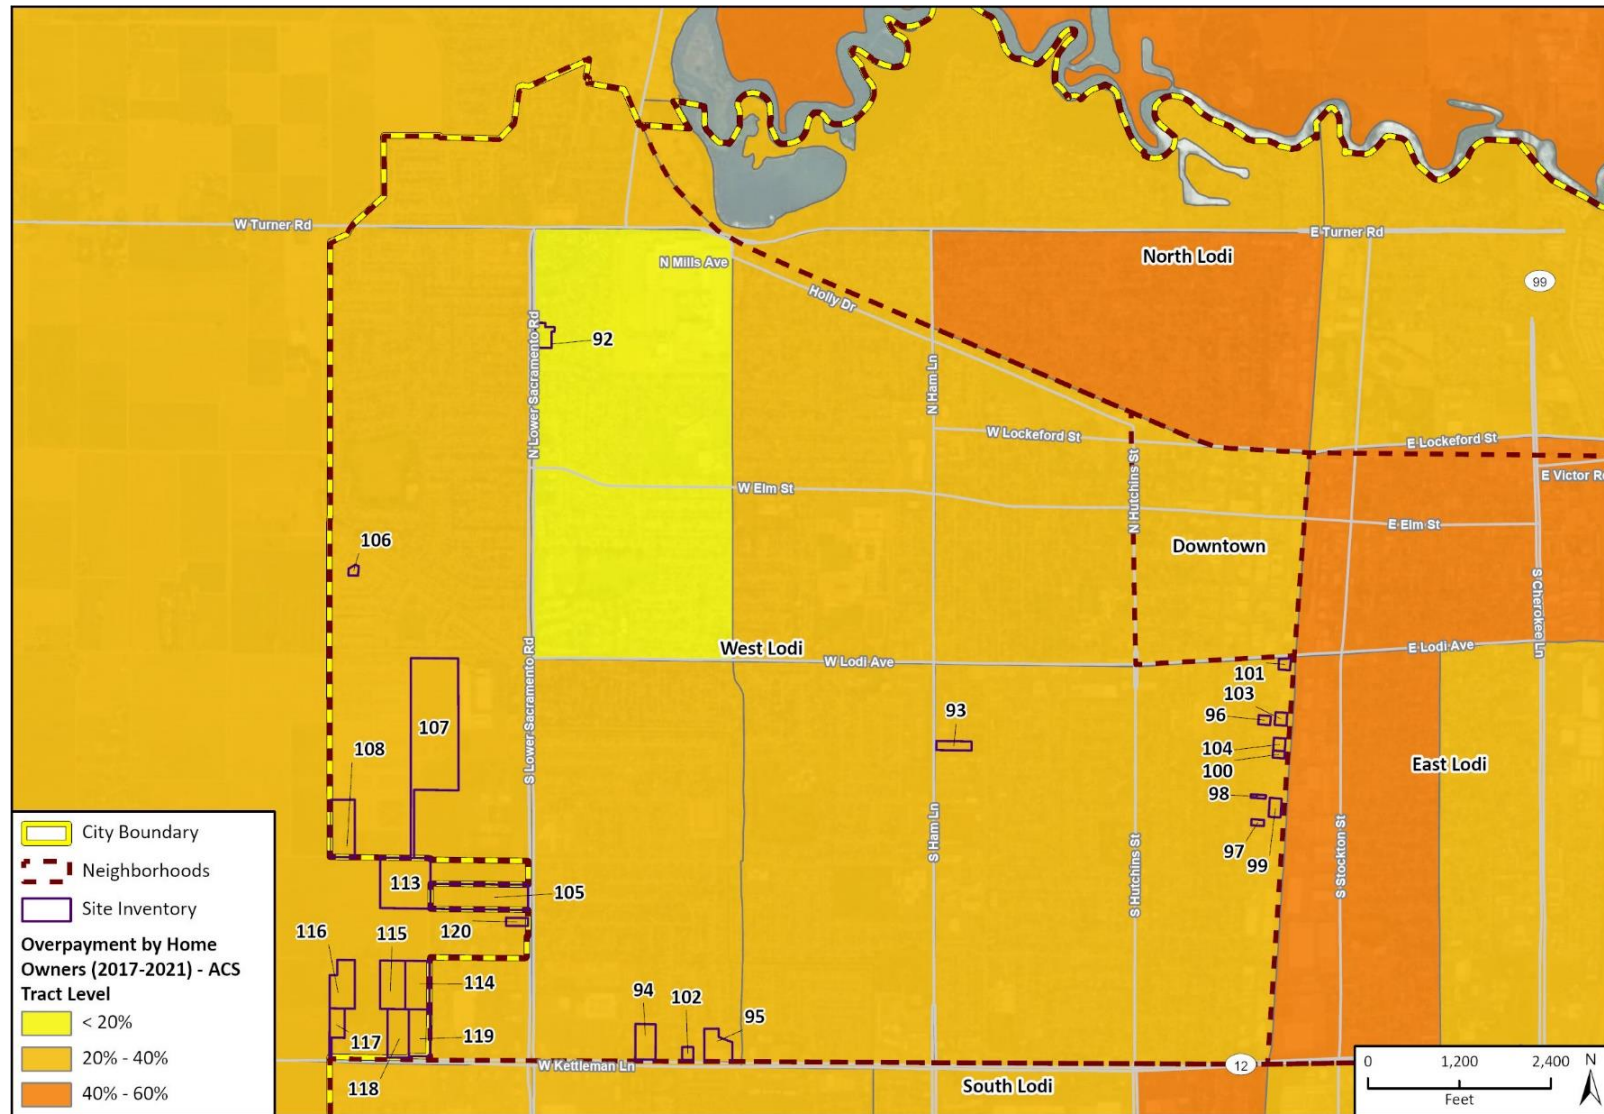 W Turner Rd
E Turner Rd
North Lodi
N Mills Ave
Holly Dr
99
N Lower Sacramento Rd
92
N Ham Ln
W Lockeford St
E Lockeford St
N Hutchins St
E Victor Rd
W Elm St
E Elm St
106
Downtown
S Cherokee Ln
West Lodi
W Lodi Ave
E Lodi Ave
S Lower Sacramento Rd
101
103
96
93
107
108
104
100
East Lodi
98
97
99
S Ham Ln
S Hutchins St
S Stockton St
113
105
120
116
115
114
94
102
95
117
119
118
W Kettleman Ln
12
South Lodi
City Boundary
Neighborhoods
Site Inventory
Overpayment by Home
Owners (2017-2021) - ACS
Tract Level
< 20%
20% - 40%
40% - 60%
0 1,200 2,400
Feet
N